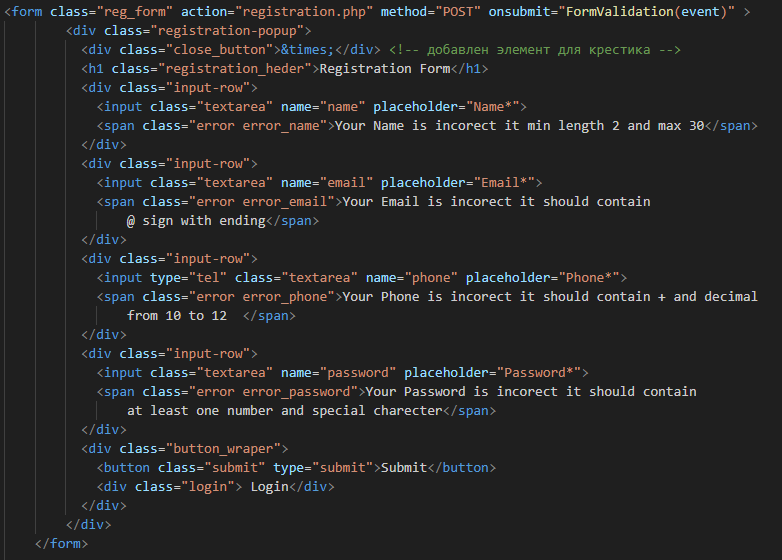 <form class="reg_form" action="registration.php" method="POST" onsubmit="FormValidation(event)" >
<div class="registration-popup">
<div class="close_button">&times;</div> <!-- добавлен элемент для крестика -->
<h1 class="registration_heder">Registration Form</h1>
<div class="input-row">
<input class="textarea" name="name" placeholder="Name*">
<span class="error error_name">Your Name is incorect it min length 2 and max 30</span>
</div>
<div class="input-row">
<input class="textarea" name="email" placeholder="Email*">
<span class="error error_email">Your Email is incorect it should contain
@ sign with ending</span>
</div>
<div class="input-row">
<input type="tel" class="textarea" name="phone" placeholder="Phone*">
<span class="error error_phone">Your Phone is incorect it should contain + and decimal
from 10 to 12  </span>
</div>
<div class="input-row">
<input class="textarea" name="password" placeholder="Password*">
<span class="error error_password">Your Password is incorect it should contain
at least one number and special charecter</span>
</div>
<div class="button_wraper">
<button class="submit" type="submit">Submit</button>
<div class="login"> Login</div>
</div>
</div>
</form>